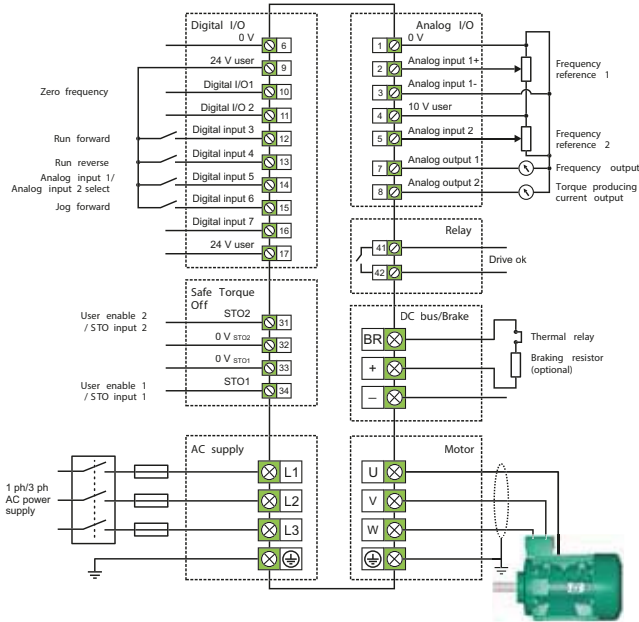 Digital I/O
0 V
6
24 V user
9
Zero frequency
Digital I/O1
10
Digital I/O 2
11
Run forward
Digital input 3
12
Run reverse
Digital input 4
13
Analog input 1/
Analog input 2 select
Digital input 5
14
Jog forward
Digital input 6
15
Digital input 7
16
24 V user
17
Analog I/O
1
0 V
2
Analog input 1+
Frequency
reference 1
3
Analog input 1-
4
10 V user
5
Analog input 2
Frequency
reference 2
7
Analog output 1
Frequency output
8
Analog output 2
Torque producing
current output
Relay
41
42
Drive ok
Safe Torque
Off
User enable 2
/ STO input 2
STO2
31
0 V STO2
32
0 V STO1
33
User enable 1
/ STO input 1
STO1
34
DC bus/Brake
BR
+
–
Thermal relay
Braking resistor
(optional)
AC supply
1 ph/3 ph
AC power
supply
L1
L2
L3
Motor
U
V
W